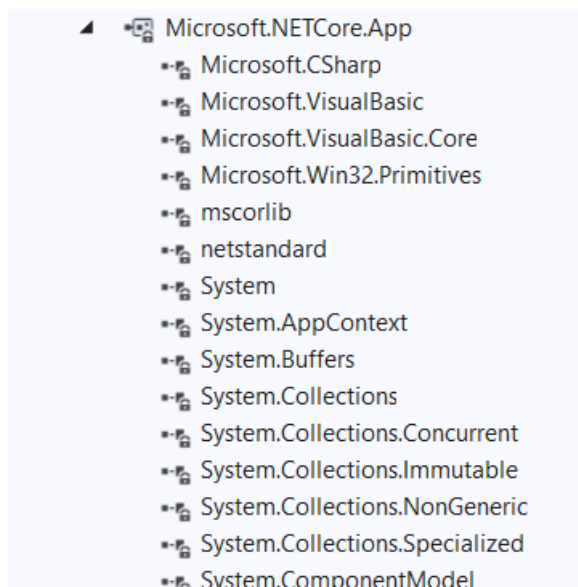 Microsoft.NETCore.App
Microsoft.CSharp
Microsoft.VisualBasic
Microsoft.VisualBasic.Core
Microsoft.Win32.Primitives
mscorlib
netstandard
System
System.AppContext
System.Buffers
System.Collections
System.Collections.Concurrent
System.Collections.Immutable
System.Collections.NonGeneric
System.Collections.Specialized
System.ComponentModel